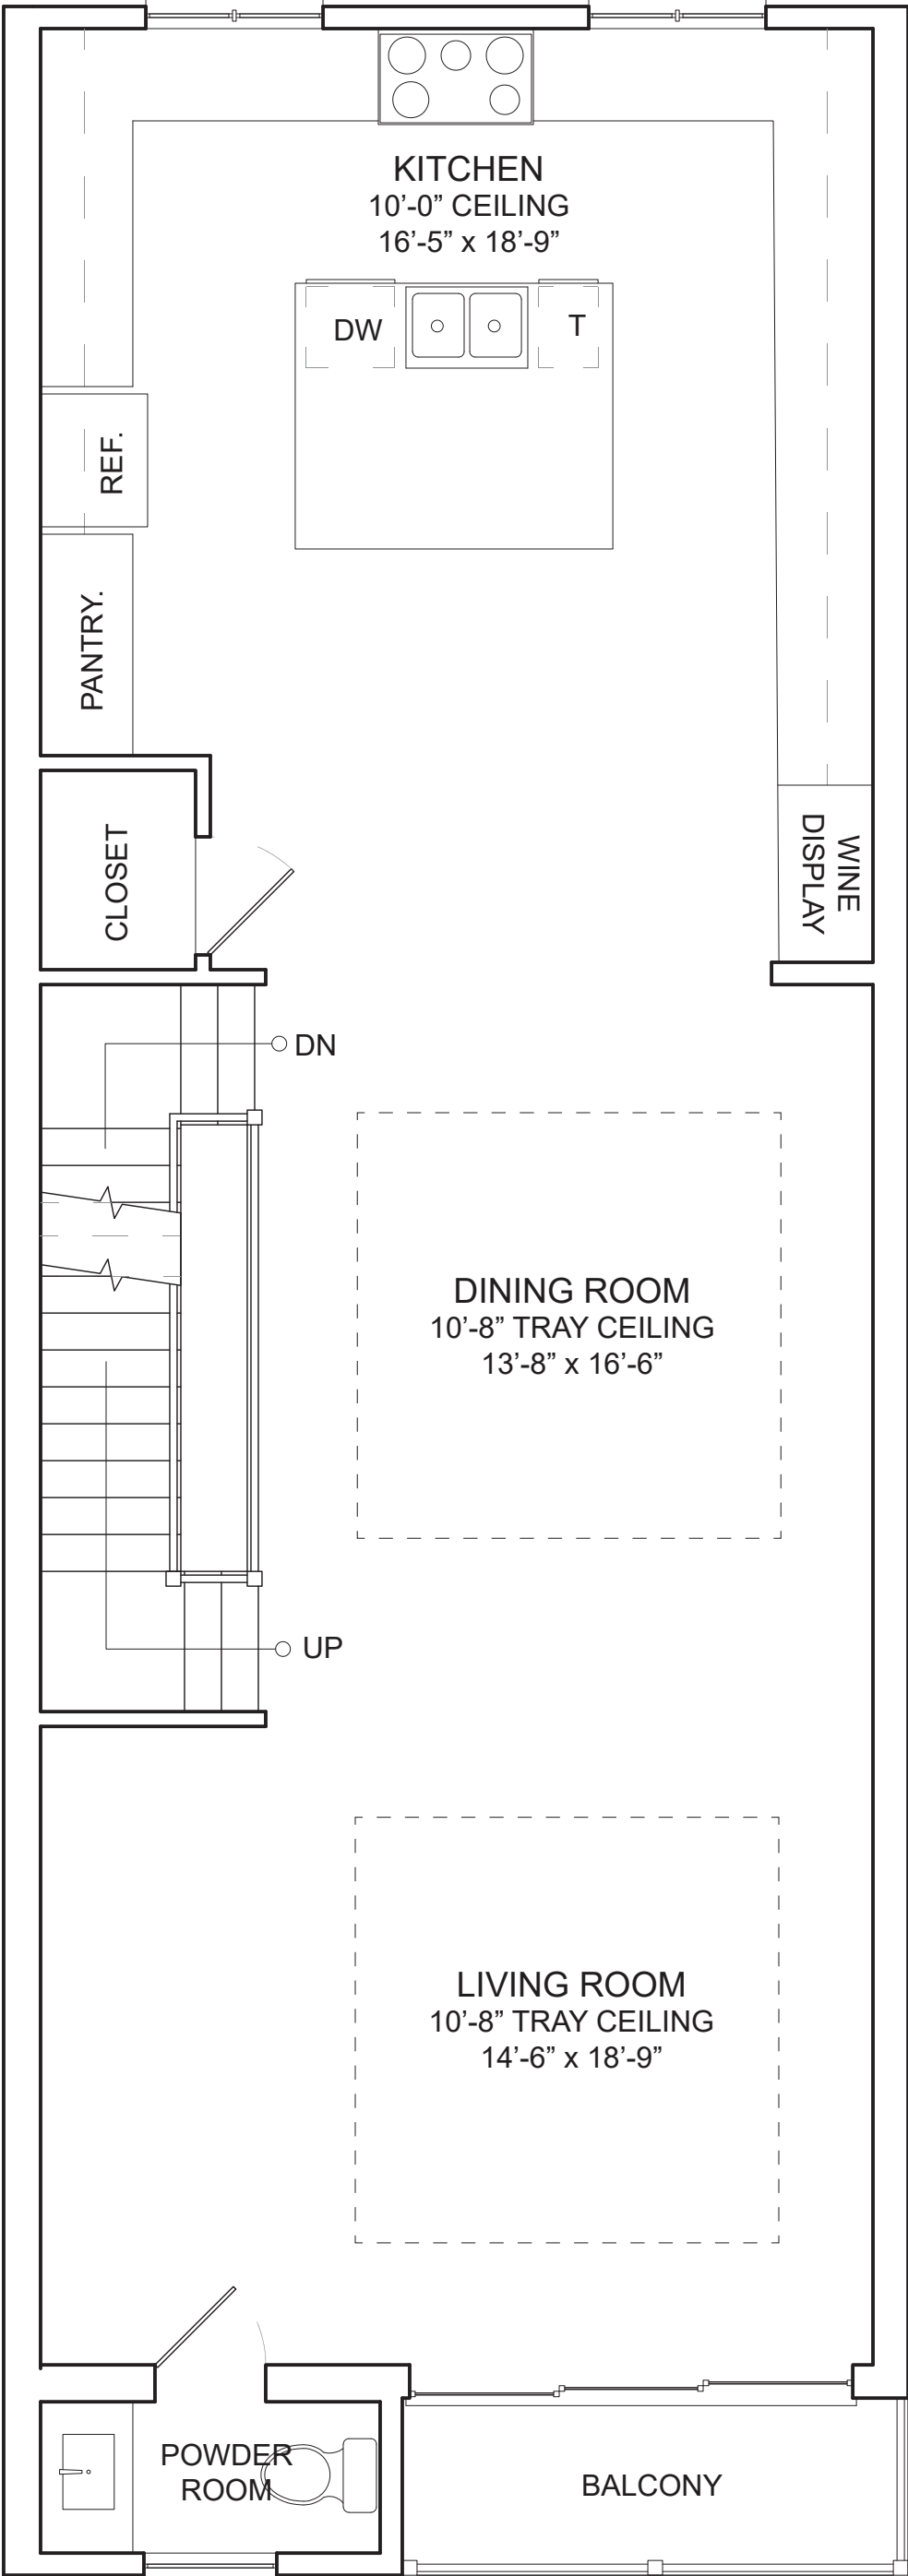 KITCHEN
10’-0” CEILING
16’-5” x 18’-9”
DW
T
REF.
PANTRY.
CLOSET
WINE
DISPLAY
DN
DINING ROOM
10’-8” TRAY CEILING
13’-8” x 16’-6”
UP
LIVING ROOM
10’-8” TRAY CEILING
14’-6” x 18’-9”
POWDER
ROOM
BALCONY